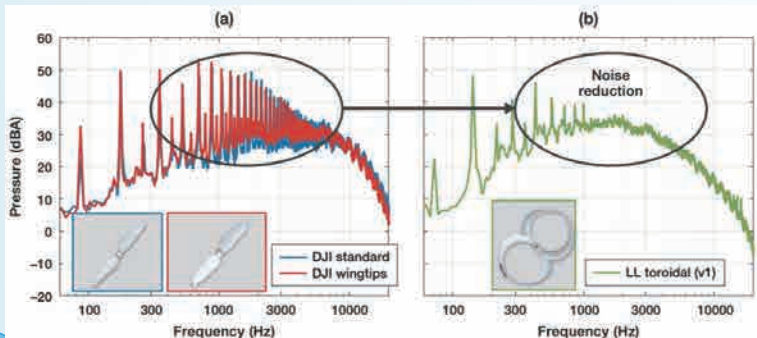 (a)
(b)
60
50
40
30
20
10
0
−10
−20
Pressure (dBA)
100
300
1000
3000
10000
Frequency (Hz)
DJI standard
DJI wingtips
Noise
reduction
100
300
1000
3000
10000
Frequency (Hz)
LL toroidal (v1)